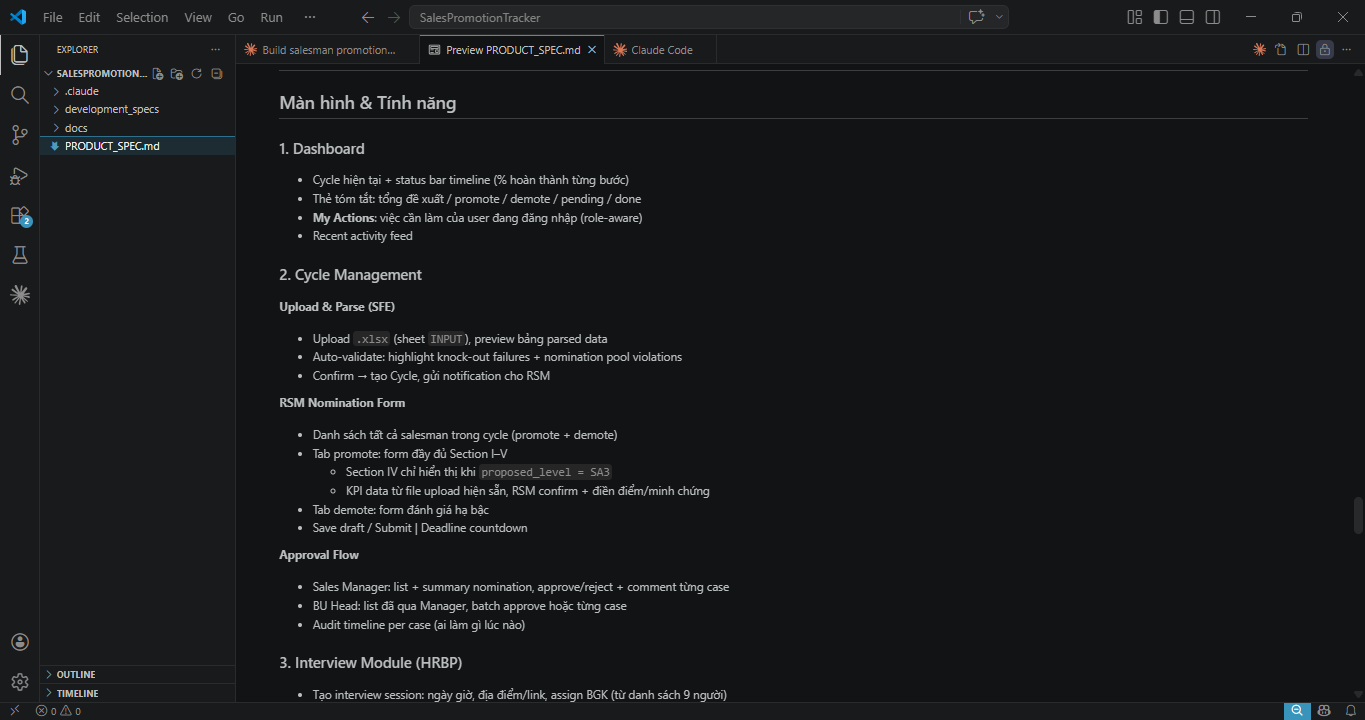 File Edit Selection View Go Run ···
SalesPromotionTracker
EXPLORER
Build salesman promotion...
Preview PRODUCT_SPEC.md
Claude Code
SALESPROMOTION...
.claude
development_specs
docs
PRODUCT_SPEC.md
2
OUTLINE
TIMELINE
Màn hình & Tính năng
1. Dashboard
• Cycle hiện tại + status bar timeline (% hoàn thành từng bước)
• Thẻ tóm tắt: tổng đề xuất / promote / demote / pending / done
• My Actions: việc cần làm của user đang đăng nhập (role-aware)
• Recent activity feed
2. Cycle Management
Upload & Parse (SFE)
• Upload .xlsx (sheet INPUT), preview bảng parsed data
• Auto-validate: highlight knock-out failures + nomination pool violations
• Confirm → tạo Cycle, gửi notification cho RSM
RSM Nomination Form
• Danh sách tất cả salesman trong cycle (promote + demote)
• Tab promote: form đầy đủ Section I–V
◦ Section IV chỉ hiển thị khi proposed_level = SA3
◦ KPI data từ file upload hiện sẵn, RSM confirm + điền điểm/minh chứng
• Tab demote: form đánh giá hạ bậc
• Save draft / Submit | Deadline countdown
Approval Flow
• Sales Manager: list + summary nomination, approve/reject + comment từng case
• BU Head: list đã qua Manager, batch approve hoặc từng case
• Audit timeline per case (ai làm gì lúc nào)
3. Interview Module (HRBP)
• Tạo interview session: ngày giờ, địa điểm/link, assign BGK (từ danh sách 9 người)
0 0